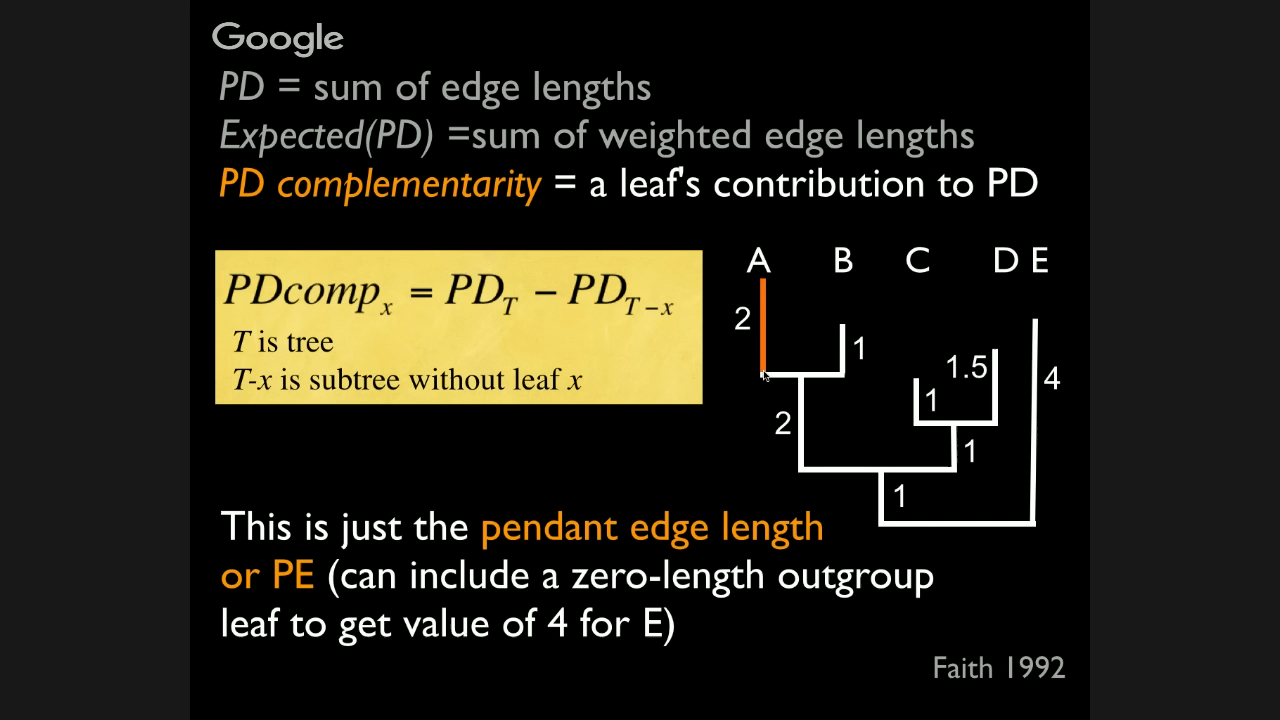 Google
PD = sum of edge lengths
Expected(PD) =sum of weighted edge lengths
PD complementarity = a leaf's contribution to PD
PDcomp_x = PD_T − PD_{T−x}
T is tree
T-x is subtree without leaf x
A B C D E
2
1
1.5
1
4
2
1
1
This is just the pendant edge length
or PE (can include a zero-length outgroup
leaf to get value of 4 for E)
Faith 1992